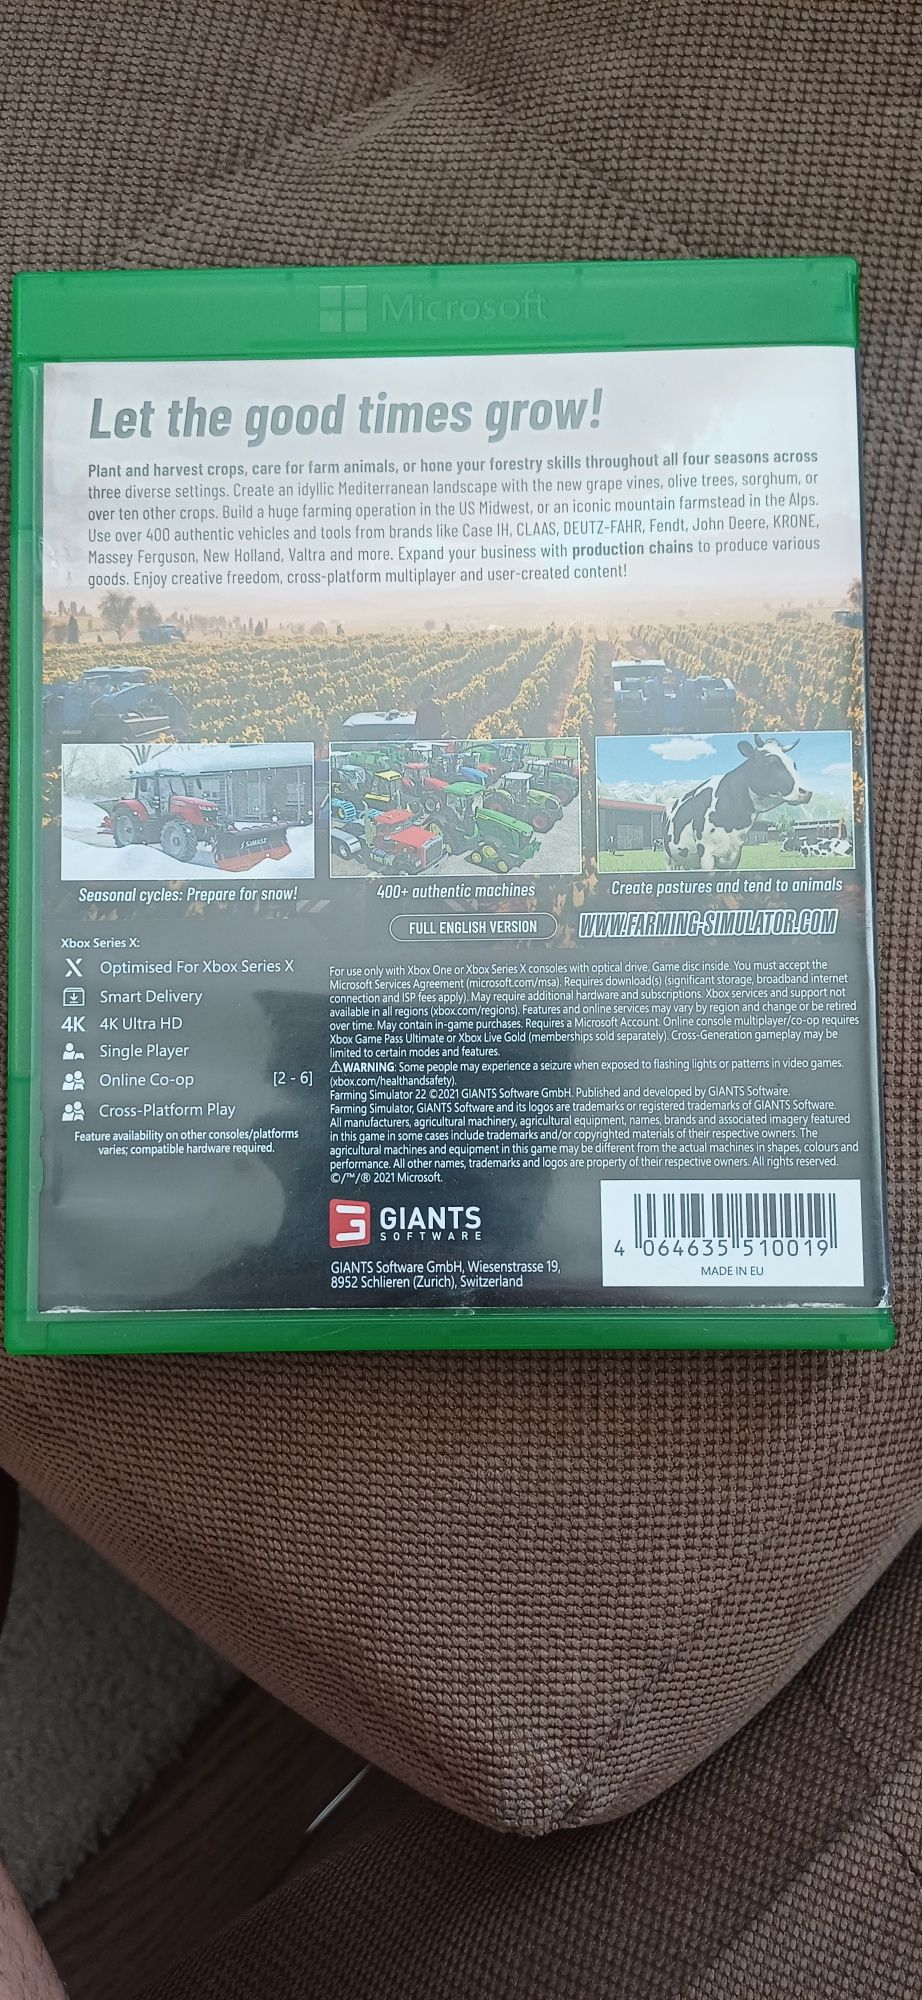 Microsoft
Let the good times grow!
Plant and harvest crops, care for farm animals, or hone your forestry skills throughout all four seasons across
three diverse settings. Create an idyllic Mediterranean landscape with the new grape vines, olive trees, sorghum, or
over ten other crops. Build a huge farming operation in the US Midwest, or an iconic mountain farmstead in the Alps.
Use over 400 authentic vehicles and tools from brands like Case IH, CLAAS, DEUTZ-FAHR, Fendt, John Deere, KRONE,
Massey Ferguson, New Holland, Valtra and more. Expand your business with production chains to produce various
goods. Enjoy creative freedom, cross-platform multiplayer and user-created content!
SaMASZ
Seasonal cycles: Prepare for snow!
400+ authentic machines
Create pastures and tend to animals
FULL ENGLISH VERSION
WWW.FARMING-SIMULATOR.COM
Xbox Series X:
X Optimised For Xbox Series X
Smart Delivery
4K 4K Ultra HD
Single Player
Online Co-op [2 - 6]
Cross-Platform Play
Feature availability on other consoles/platforms
varies; compatible hardware required.
For use only with Xbox One or Xbox Series X consoles with optical drive. Game disc inside. You must accept the
Microsoft Services Agreement (microsoft.com/msa). Requires download(s) (significant storage, broadband internet
connection and ISP fees apply). May require additional hardware and subscriptions. Xbox services and support not
available in all regions (xbox.com/regions). Features and online services may vary by region and change or be retired
over time. May contain in-game purchases. Requires a Microsoft Account. Online console multiplayer/co-op requires
Xbox Game Pass Ultimate or Xbox Live Gold (memberships sold separately). Cross-Generation gameplay may be
limited to certain modes and features.
⚠WARNING: Some people may experience a seizure when exposed to flashing lights or patterns in video games.
(xbox.com/healthandsafety).
Farming Simulator 22 ©2021 GIANTS Software GmbH. Published and developed by GIANTS Software.
Farming Simulator, GIANTS Software and its logos are trademarks or registered trademarks of GIANTS Software.
All manufacturers, agricultural machinery, agricultural equipment, names, brands and associated imagery featured
in this game in some cases include trademarks and/or copyrighted materials of their respective owners. The
agricultural machines and equipment in this game may be different from the actual machines in shapes, colours and
performance. All other names, trademarks and logos are property of their respective owners. All rights reserved.
©/™/® 2021 Microsoft.
GIANTS
SOFTWARE
GIANTS Software GmbH, Wiesenstrasse 19,
8952 Schlieren (Zurich), Switzerland
4 064635 510019
MADE IN EU